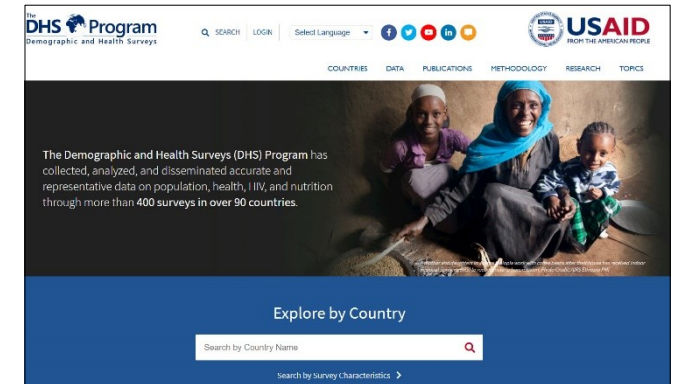 The
DHS Program
Demographic and Health Surveys
SEARCH LOGIN Select Language
USAID
USAID
FROM THE AMERICAN PEOPLE
COUNTRIES DATA PUBLICATIONS METHODOLOGY RESEARCH TOPICS
The Demographic and Health Surveys (DHS) Program has
collected, analyzed, and disseminated accurate and
representative data on population, health, HIV, and nutrition
through more than 400 surveys in over 90 countries.
Explore by Country
Search by Country Name
Search by Survey Characteristics